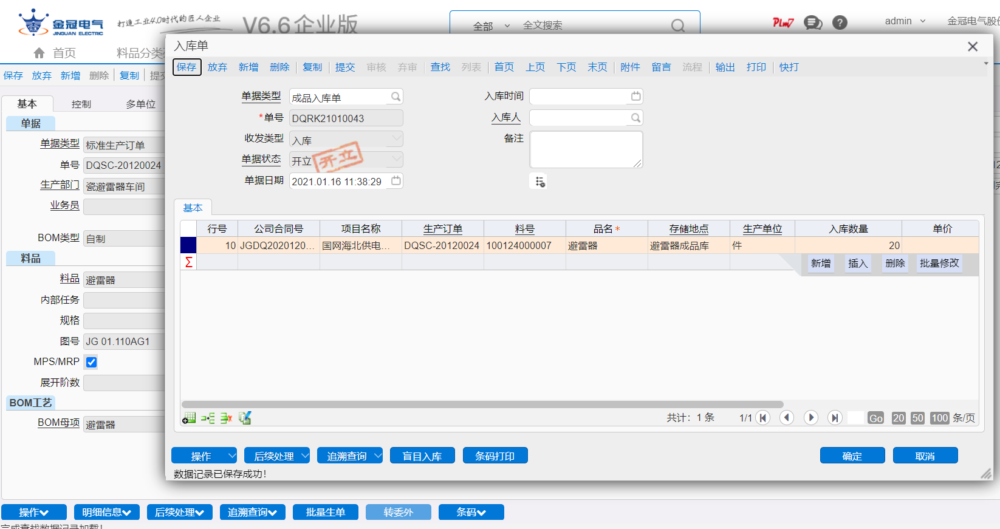 金冠电气
JINGUAN ELECTRIC
打造工业4.0时代的匠人企业
V6.6企业版
全部
全文搜索
Plm7
?
admin
金冠电气股
首页
料品分类
保存 放弃 新增 删除 复制 提
基本 控制 多单位
单据
单据类型 标准生产订单
单号 DQSC-20120024
生产部门 瓷避雷器车间
业务员
BOM类型 自制
料品
料品 避雷器
内部任务
规格
图号 JG 01.110AG1
MPS/MRP
展开阶数
BOM工艺
BOM母项 避雷器
入库单
保存 放弃 新增 删除 复制 提交 审核 弃审 查找 列表 首页 上页 下页 末页 附件 留言 流程 输出 打印 快打
单据类型 成品入库单 入库时间
*单号 DQRK21010043 入库人
收发类型 入库 备注
单据状态 开立
开立
单据日期 2021.01.16 11:38:29
基本
行号 公司合同号 项目名称 生产订单 料号 品名* 存储地点 生产单位 入库数量 单价
10 JGDQ2020120... 国网海北供电... DQSC-20120024 100124000007 避雷器 避雷器成品库 件 20
Σ
新增 插入 删除 批量修改
共计：1 条 1/1 Go 20 50 100 条/页
操作 后续处理 追溯查询 盲目入库 条码打印 确定 取消
数据记录已保存成功！
操作 明细信息 后续处理 追溯查询 批量生单 转委外 条码
完成查找数据记录加载！